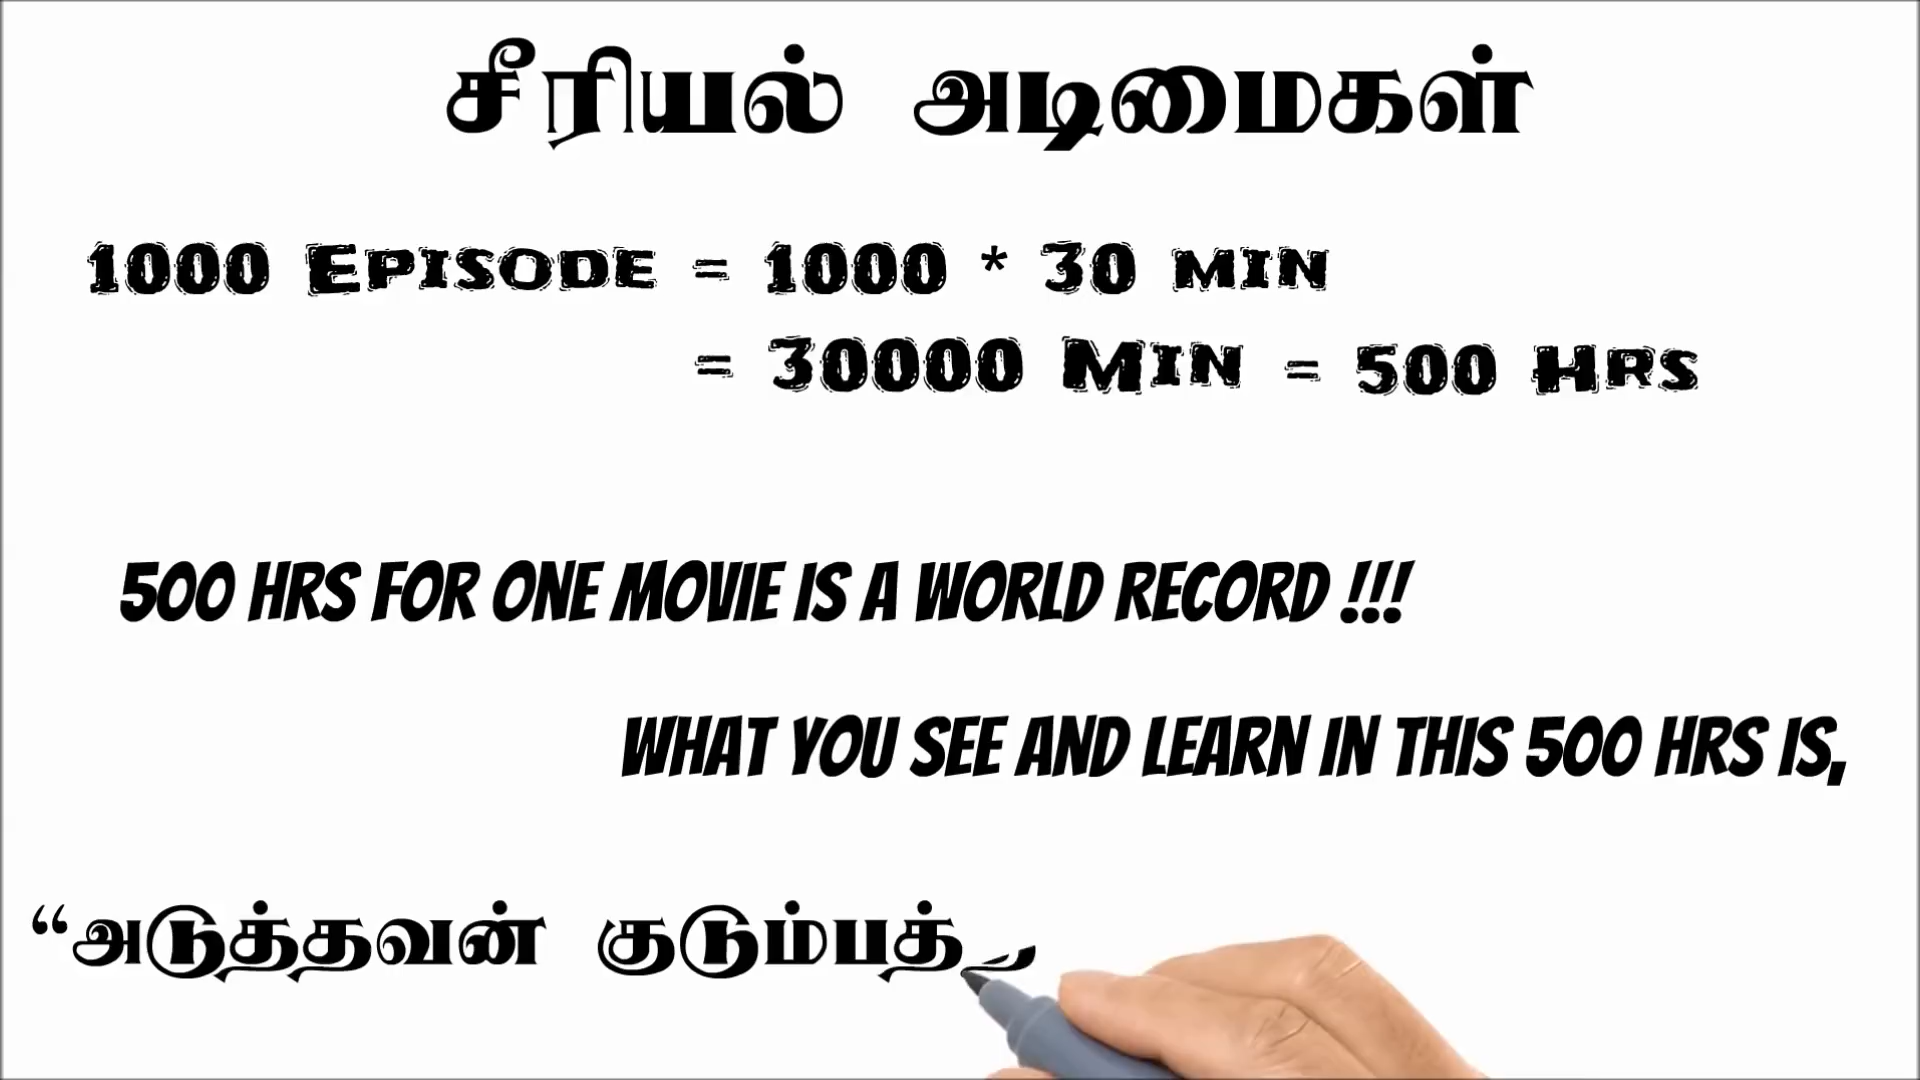 சீரியல் அடிமைகள்
1000 Episode = 1000 * 30 min
= 30000 Min = 500 Hrs
500 HRS FOR ONE MOVIE IS A WORLD RECORD !!!
WHAT YOU SEE AND LEARN IN THIS 500 HRS IS,
“அடுத்தவன் குடும்பத்